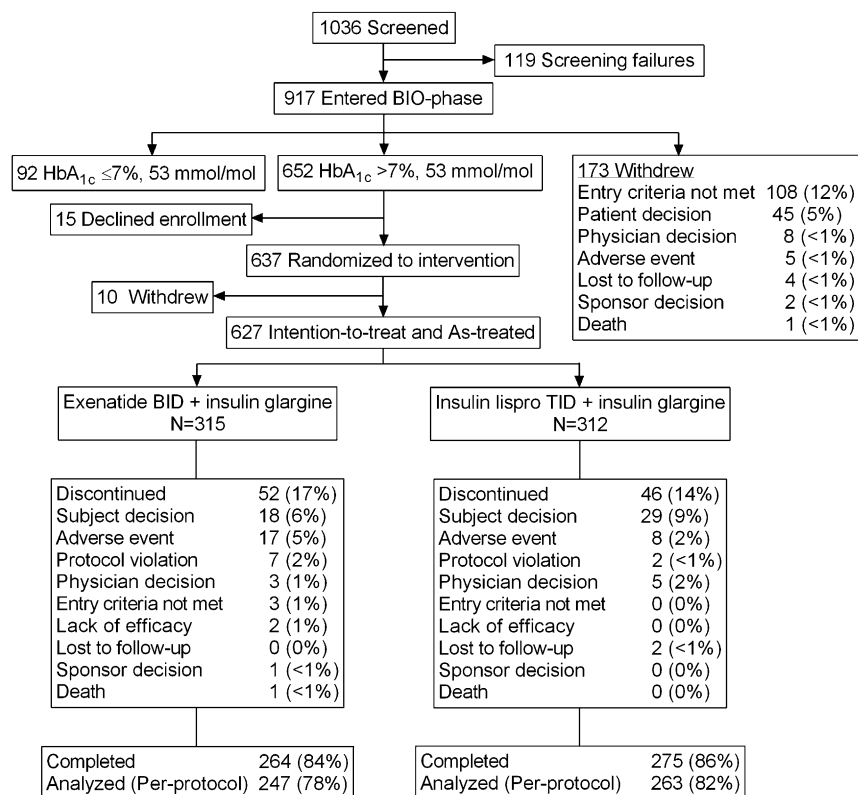 1036 Screened
119 Screening failures
917 Entered BIO-phase
92 HbA1c ≤7%, 53 mmol/mol
652 HbA1c >7%, 53 mmol/mol
173 Withdrew
Entry criteria not met 108 (12%)
Patient decision 45 (5%)
Physician decision 8 (<1%)
Adverse event 5 (<1%)
Lost to follow-up 4 (<1%)
Sponsor decision 2 (<1%)
Death 1 (<1%)
15 Declined enrollment
637 Randomized to intervention
10 Withdrew
627 Intention-to-treat and As-treated
Exenatide BID + insulin glargine
N=315
Insulin lispro TID + insulin glargine
N=312
Discontinued 52 (17%)
Subject decision 18 (6%)
Adverse event 17 (5%)
Protocol violation 7 (2%)
Physician decision 3 (1%)
Entry criteria not met 3 (1%)
Lack of efficacy 2 (1%)
Lost to follow-up 0 (0%)
Sponsor decision 1 (<1%)
Death 1 (<1%)
Discontinued 46 (14%)
Subject decision 29 (9%)
Adverse event 8 (2%)
Protocol violation 2 (<1%)
Physician decision 5 (2%)
Entry criteria not met 0 (0%)
Lack of efficacy 0 (0%)
Lost to follow-up 2 (<1%)
Sponsor decision 0 (0%)
Death 0 (0%)
Completed 264 (84%)
Analyzed (Per-protocol) 247 (78%)
Completed 275 (86%)
Analyzed (Per-protocol) 263 (82%)